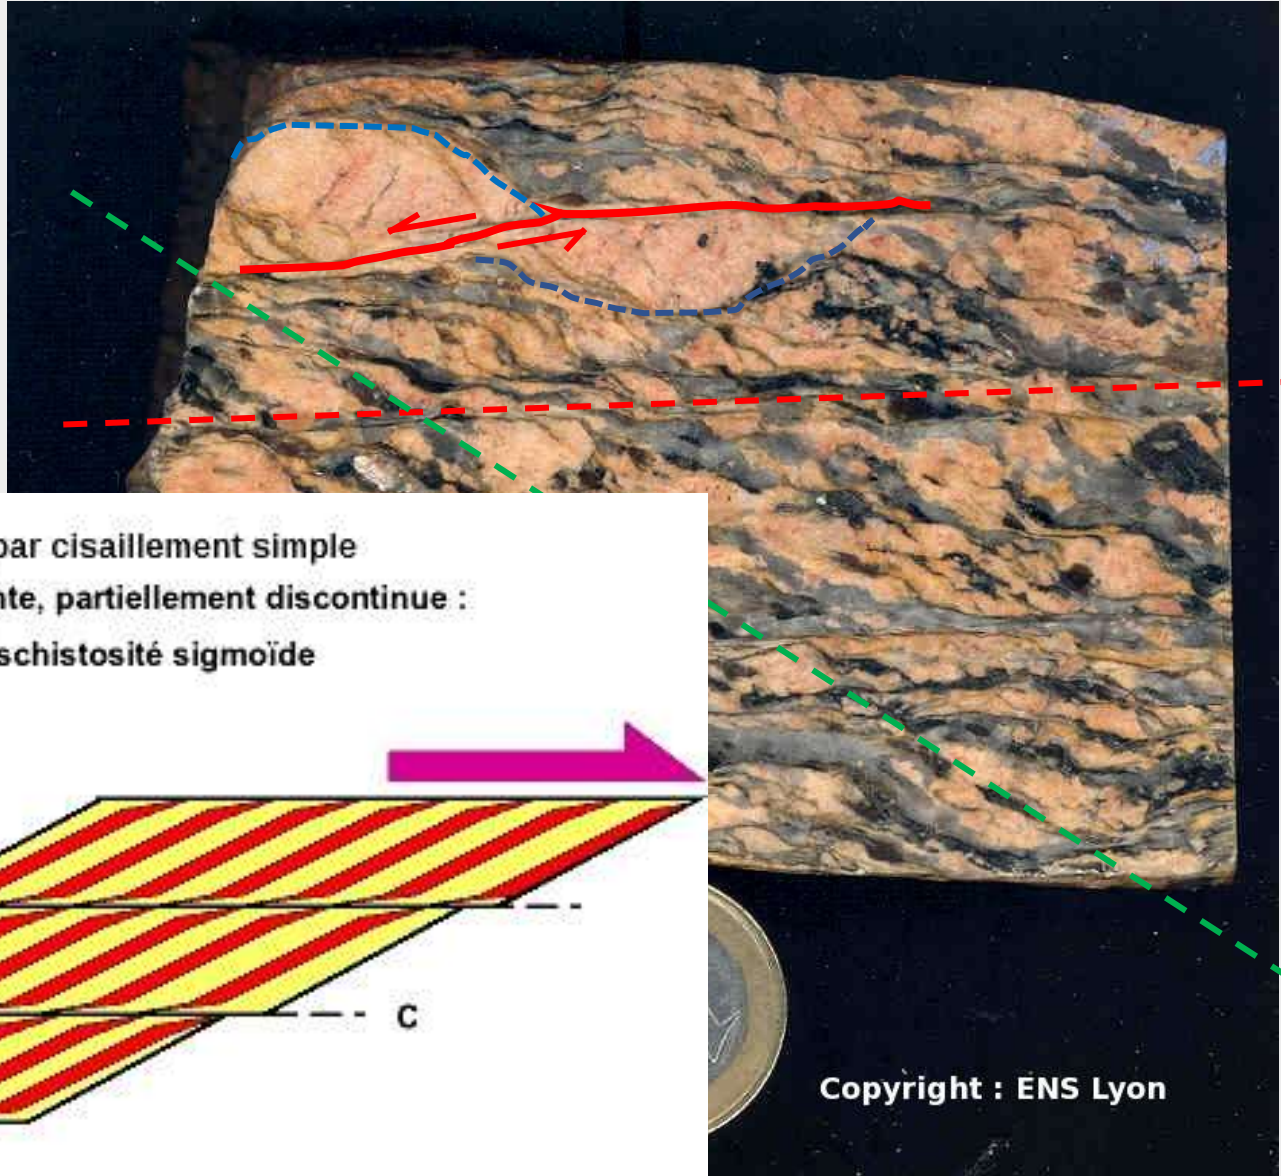 par cisaillement simple
nte, partiellement discontinue :
schistosité sigmoïde
C
Copyright : ENS Lyon